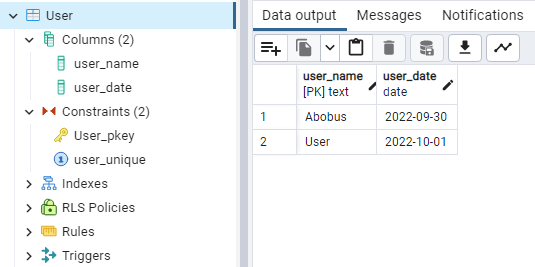 User
Columns (2)
user_name
user_date
Constraints (2)
User_pkey
user_unique
Indexes
RLS Policies
Rules
Triggers
Data output Messages Notifications
user_name user_date
[PK] text date
1 Abobus 2022-09-30
2 User 2022-10-01